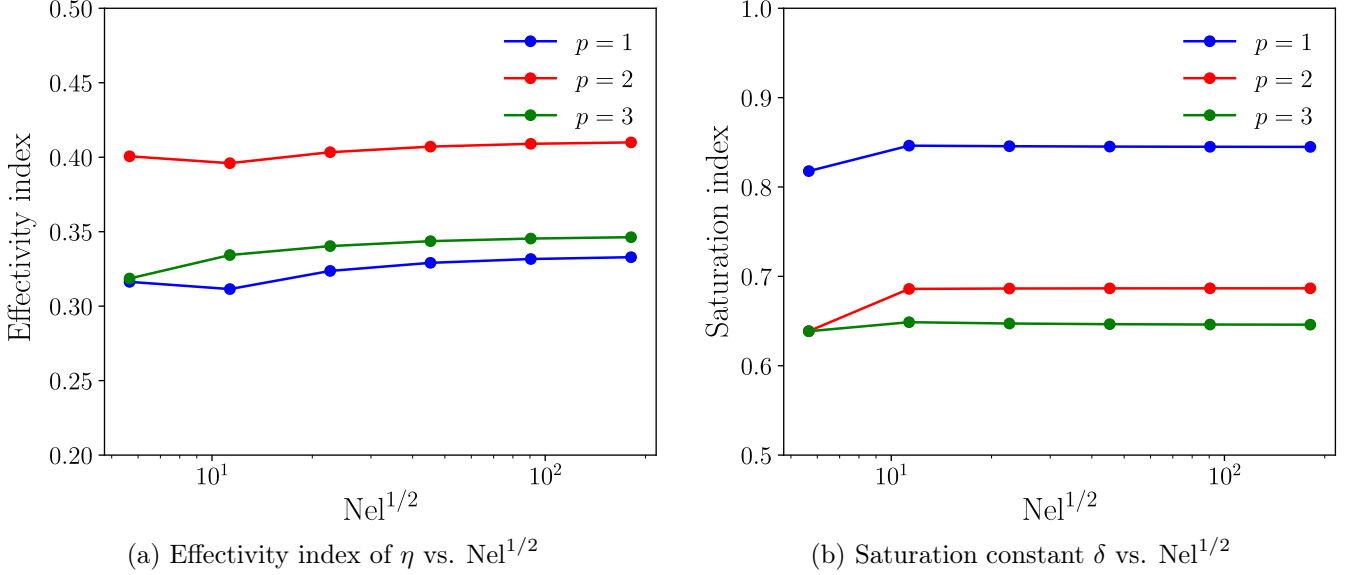 0.50
0.45
0.40
0.35
0.30
0.25
0.20
Effectivity index
p = 1
p = 2
p = 3
10^1
10^2
Nel^{1/2}
(a) Effectivity index of η vs. Nel^{1/2}
1.0
0.9
0.8
0.7
0.6
0.5
Saturation index
p = 1
p = 2
p = 3
10^1
10^2
Nel^{1/2}
(b) Saturation constant δ vs. Nel^{1/2}